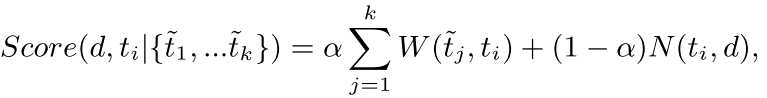 $Score(d, t_i|\{\tilde{t}_1, ...\tilde{t}_k\}) = \alpha \sum_{j=1}^{k} W(\tilde{t}_j, t_i) + (1 - \alpha)N(t_i, d),$